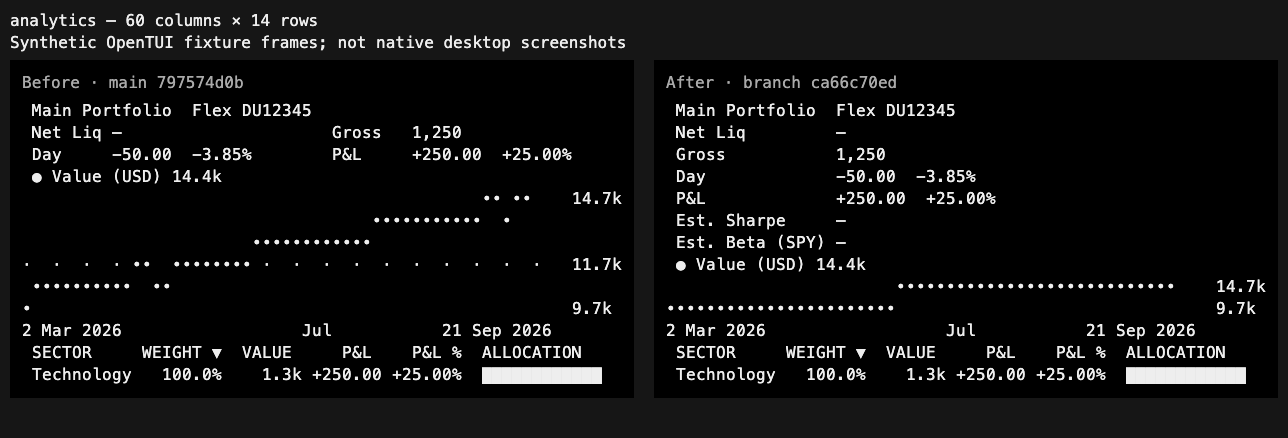 analytics — 60 columns × 14 rows
Synthetic OpenTUI fixture frames; not native desktop screenshots
Before · main 797574d0b
Main Portfolio  Flex DU12345
Net Liq —  Gross  1,250
Day  −50.00  −3.85%  P&L  +250.00  +25.00%
● Value (USD) 14.4k
14.7k
11.7k
9.7k
2 Mar 2026  Jul  21 Sep 2026
SECTOR  WEIGHT ▼  VALUE  P&L  P&L %  ALLOCATION
Technology  100.0%  1.3k +250.00 +25.00%
After · branch ca66c70ed
Main Portfolio  Flex DU12345
Net Liq  —
Gross  1,250
Day  −50.00  −3.85%
P&L  +250.00  +25.00%
Est. Sharpe  —
Est. Beta (SPY) —
● Value (USD) 14.4k
14.7k
9.7k
2 Mar 2026  Jul  21 Sep 2026
SECTOR  WEIGHT ▼  VALUE  P&L  P&L %  ALLOCATION
Technology  100.0%  1.3k +250.00 +25.00%